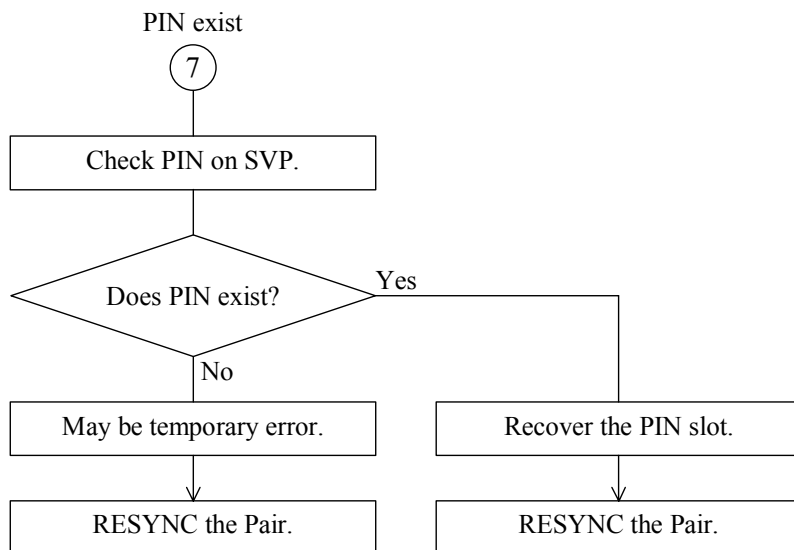 PIN exist
7
Check PIN on SVP.
Does PIN exist?
Yes
No
May be temporary error.
Recover the PIN slot.
RESYNC the Pair.
RESYNC the Pair.